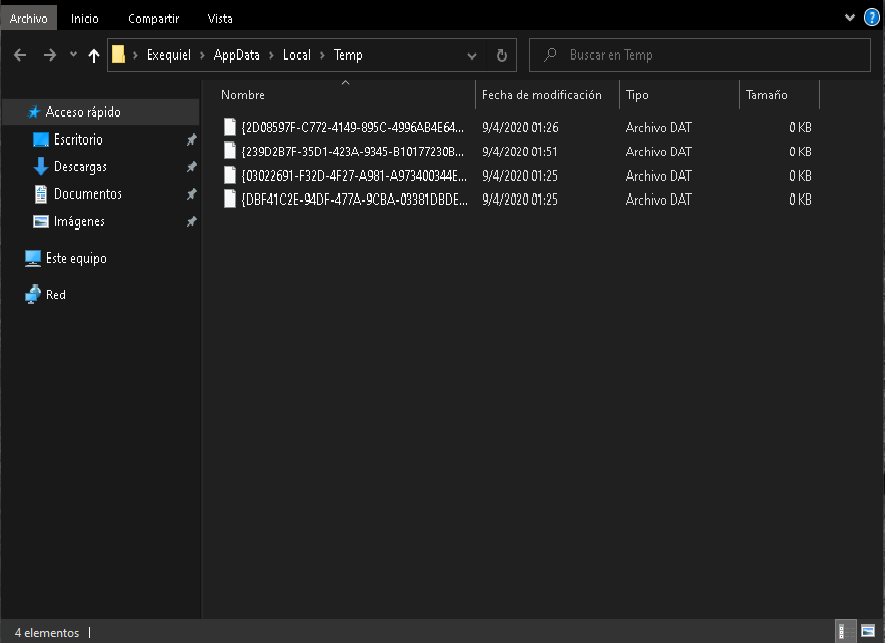 Archivo Inicio Compartir Vista
Exequiel AppData Local Temp
Buscar en Temp
Nombre Fecha de modificación Tipo Tamaño
Acceso rápido
Escritorio
Descargas
Documentos
Imágenes
Este equipo
Red
{2D08597F-C772-4149-895C-4996AB4E64... 9/4/2020 01:26 Archivo DAT 0 KB
{239D2B7F-35D1-423A-9345-B10177230B... 9/4/2020 01:51 Archivo DAT 0 KB
{03022691-F32D-4F27-A981-A973400344E... 9/4/2020 01:25 Archivo DAT 0 KB
{DBF41C2E-94DF-477A-9CBA-03381DBDE... 9/4/2020 01:25 Archivo DAT 0 KB
4 elementos